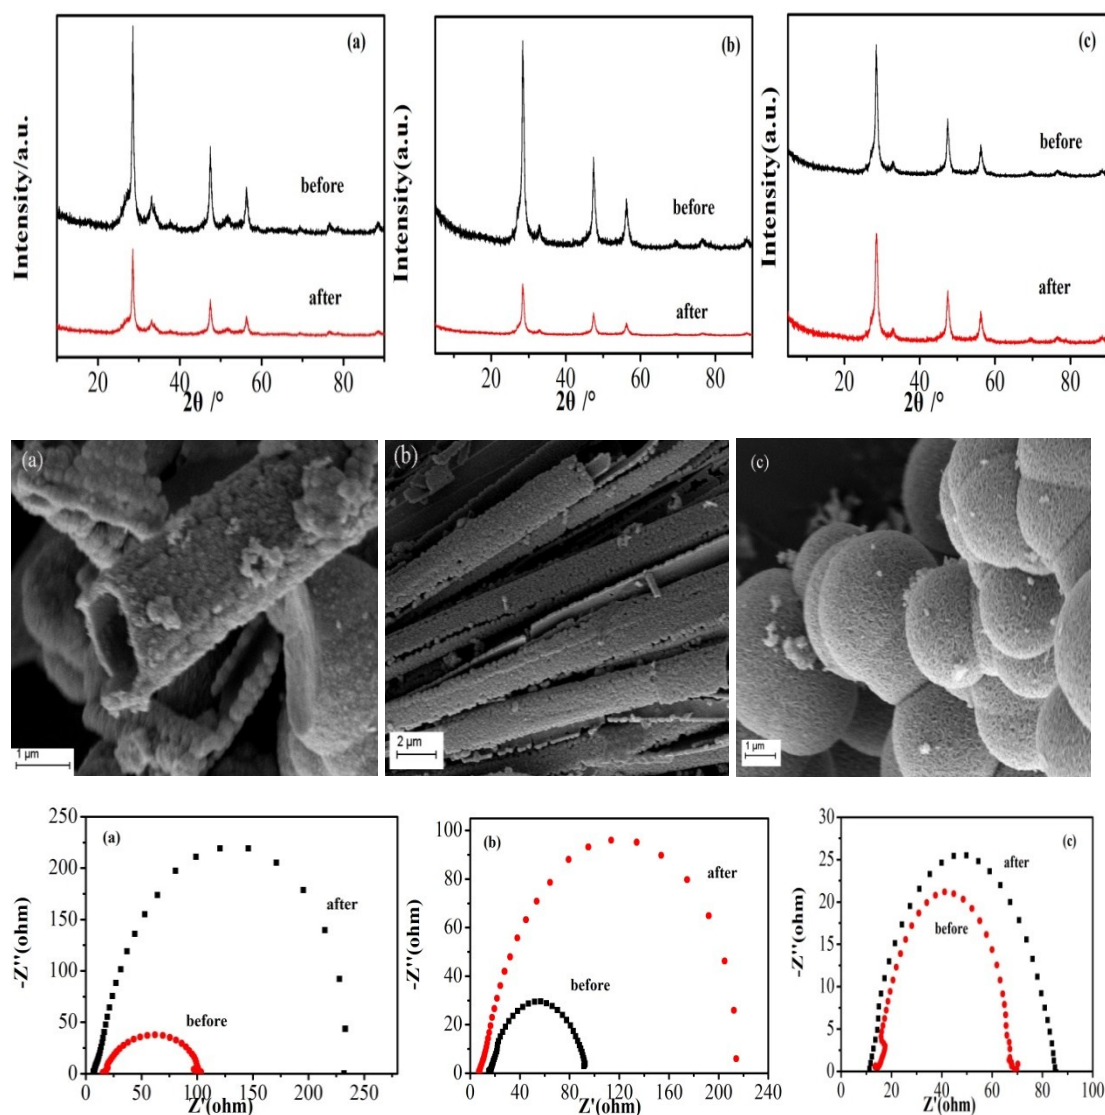 (a)
Intensity/a.u.
before
after
20 40 60 80
2θ /°
(b)
Intensity(a.u.)
before
after
20 40 60 80
2θ /°
(c)
Intensity(a.u.)
before
after
20 40 60 80
2θ /°
(a)
1 µm
(b)
2 µm
(c)
1 µm
(a)
-Z''(ohm)
250
200
150
100
50
0
after
before
0 50 100 150 200 250
Z'(ohm)
(b)
-Z''(ohm)
100
80
60
40
20
0
after
before
0 40 80 120 160 200 240
Z'(ohm)
(c)
-Z''(ohm)
30
25
20
15
10
5
0
after
before
0 20 40 60 80 100
Z'(ohm)